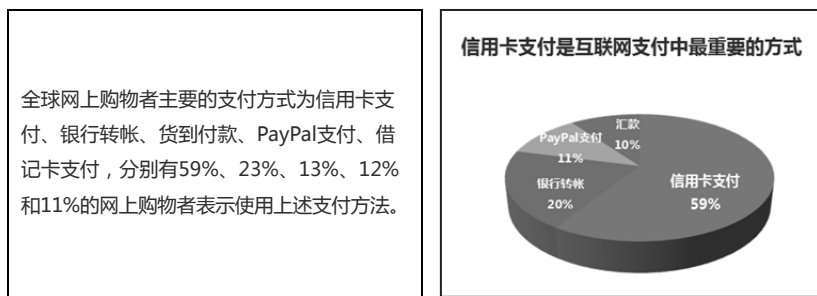 全球网上购物者主要的支付方式为信用卡支
付、银行转帐、货到付款、PayPal支付、借
记卡支付，分别有59%、23%、13%、12%
和11%的网上购物者表示使用上述支付方法。
信用卡支付是互联网支付中最重要的方式
汇款
10%
PayPal支付
11%
银行转帐
20%
信用卡支付
59%